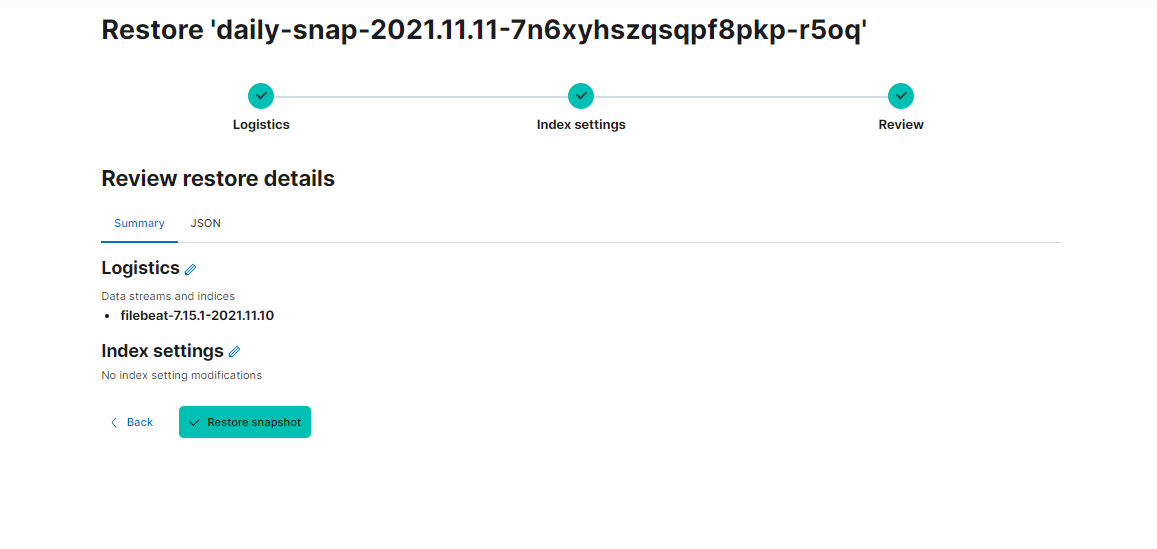 Restore 'daily-snap-2021.11.11-7n6xyhszqsqpf8pkp-r5oq'
Logistics
Index settings
Review
Review restore details
Summary
JSON
Logistics
Data streams and indices
• filebeat-7.15.1-2021.11.10
Index settings
No index setting modifications
Back
Restore snapshot